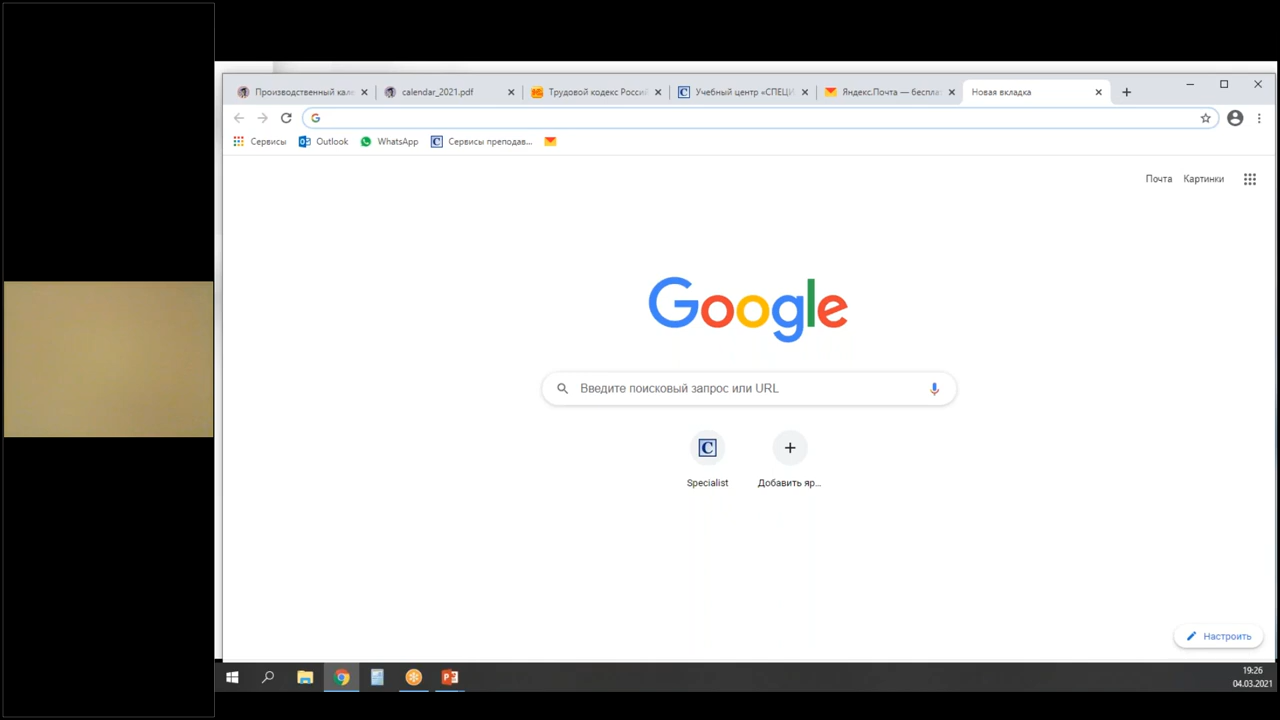 Производственный кале
calendar_2021.pdf
Трудовой кодекс Россий
Учебный центр «СПЕЦИ
Яндекс.Почта — беспла
Новая вкладка
Сервисы
Outlook
WhatsApp
Сервисы преподав...
Почта
Картинки
Google
Введите поисковый запрос или URL
C
Specialist
Добавить яр...
Настроить
19:26
04.03.2021